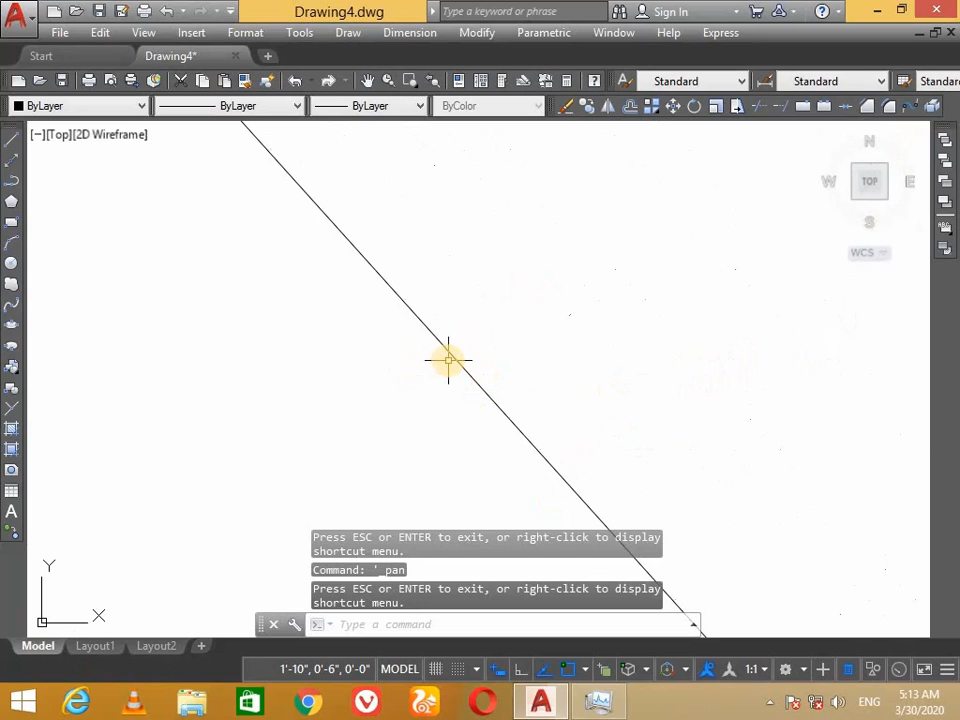 Drawing4.dwg
Type a keyword or phrase
Sign In
File Edit View Insert Format Tools Draw Dimension Modify Parametric Window Help Express
Start
Drawing4*
Standard
Standard
Standard
ByLayer
ByLayer
ByLayer
ByColor
[−][Top][2D Wireframe]
N
W
TOP
E
S
WCS
Press ESC or ENTER to exit, or right-click to display
shortcut menu.
Command: '_pan
Press ESC or ENTER to exit, or right-click to display
shortcut menu.
Y
X
Type a command
Model
Layout1
Layout2
1'-10", 0'-6", 0'-0"
MODEL
1:1
A
ENG
5:13 AM
3/30/2020